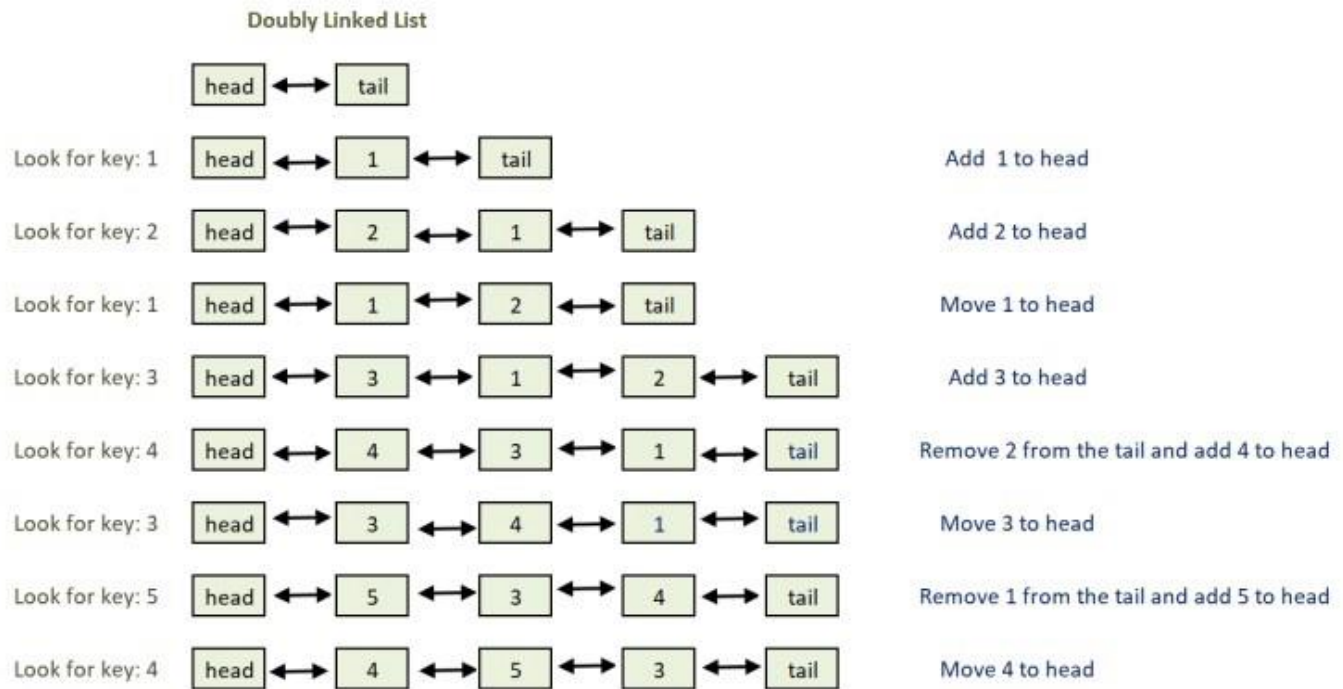 Doubly Linked List
head tail
Look for key: 1 head 1 tail Add 1 to head
Look for key: 2 head 2 1 tail Add 2 to head
Look for key: 1 head 1 2 tail Move 1 to head
Look for key: 3 head 3 1 2 tail Add 3 to head
Look for key: 4 head 4 3 1 tail Remove 2 from the tail and add 4 to head
Look for key: 3 head 3 4 1 tail Move 3 to head
Look for key: 5 head 5 3 4 tail Remove 1 from the tail and add 5 to head
Look for key: 4 head 4 5 3 tail Move 4 to head